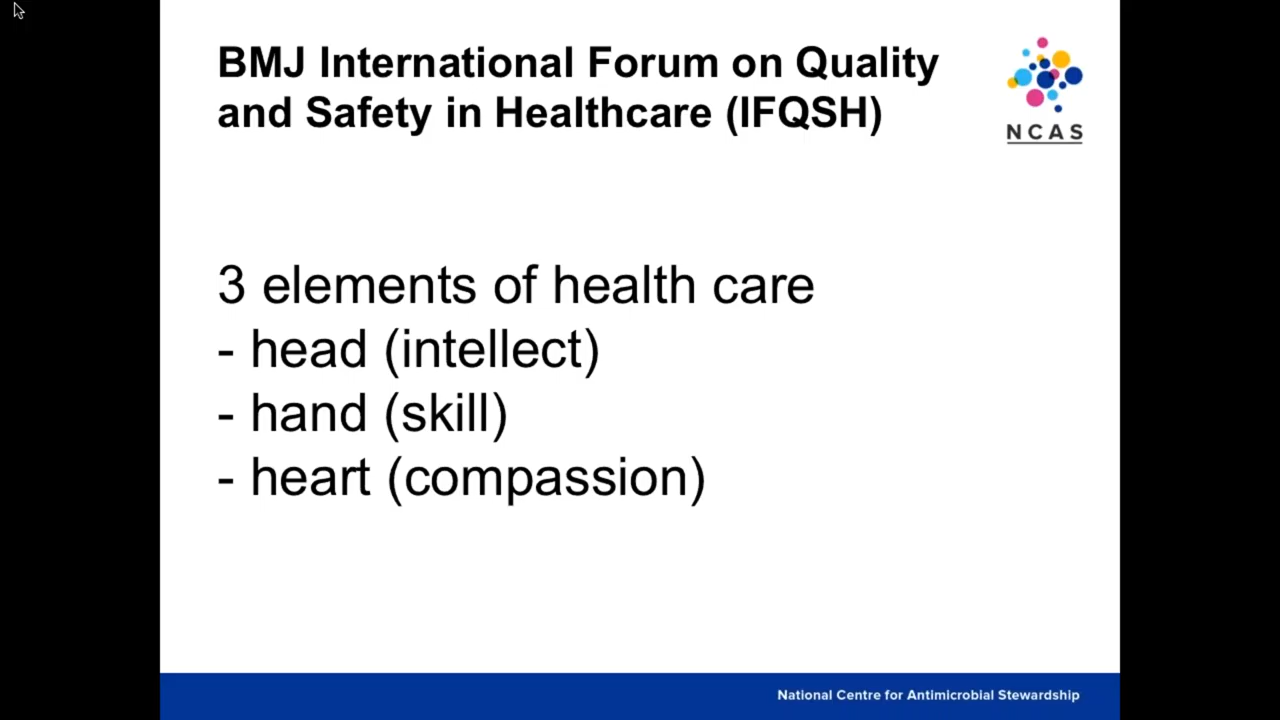 BMJ International Forum on Quality
and Safety in Healthcare (IFQSH)
NCAS
3 elements of health care
- head (intellect)
- hand (skill)
- heart (compassion)
National Centre for Antimicrobial Stewardship